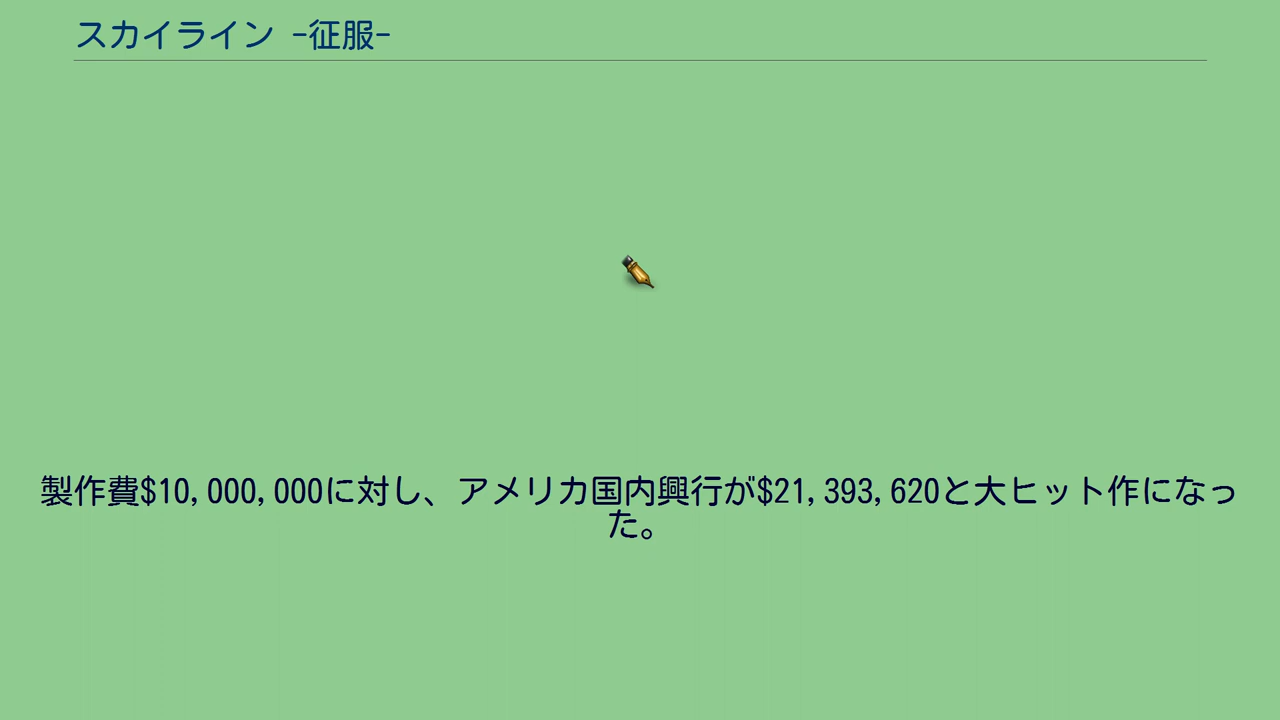 スカイライン -征服-
製作費$10,000,000に対し、アメリカ国内興行が$21,393,620と大ヒット作になっ
た。